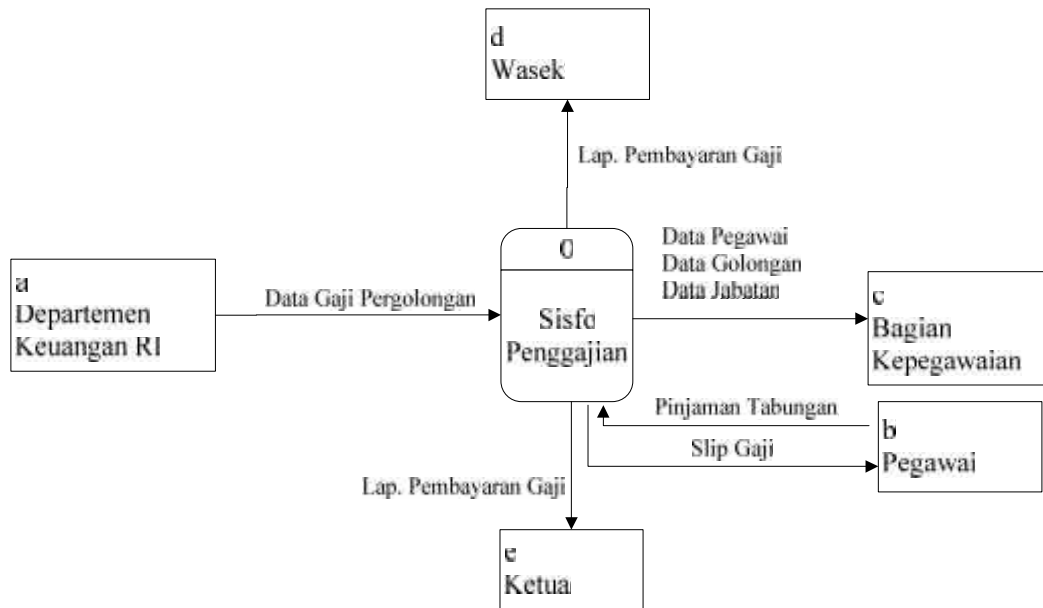 d
Wasek
Lap. Pembayaran Gaji
0
Sisfo
Penggajian
a
Departemen
Keuangan RI
Data Gaji Pergolongan
Data Pegawai
Data Golongan
Data Jabatan
c
Bagian
Kepegawaian
Pinjaman Tabungan
Slip Gaji
b
Pegawai
Lap. Pembayaran Gaji
e
Ketua